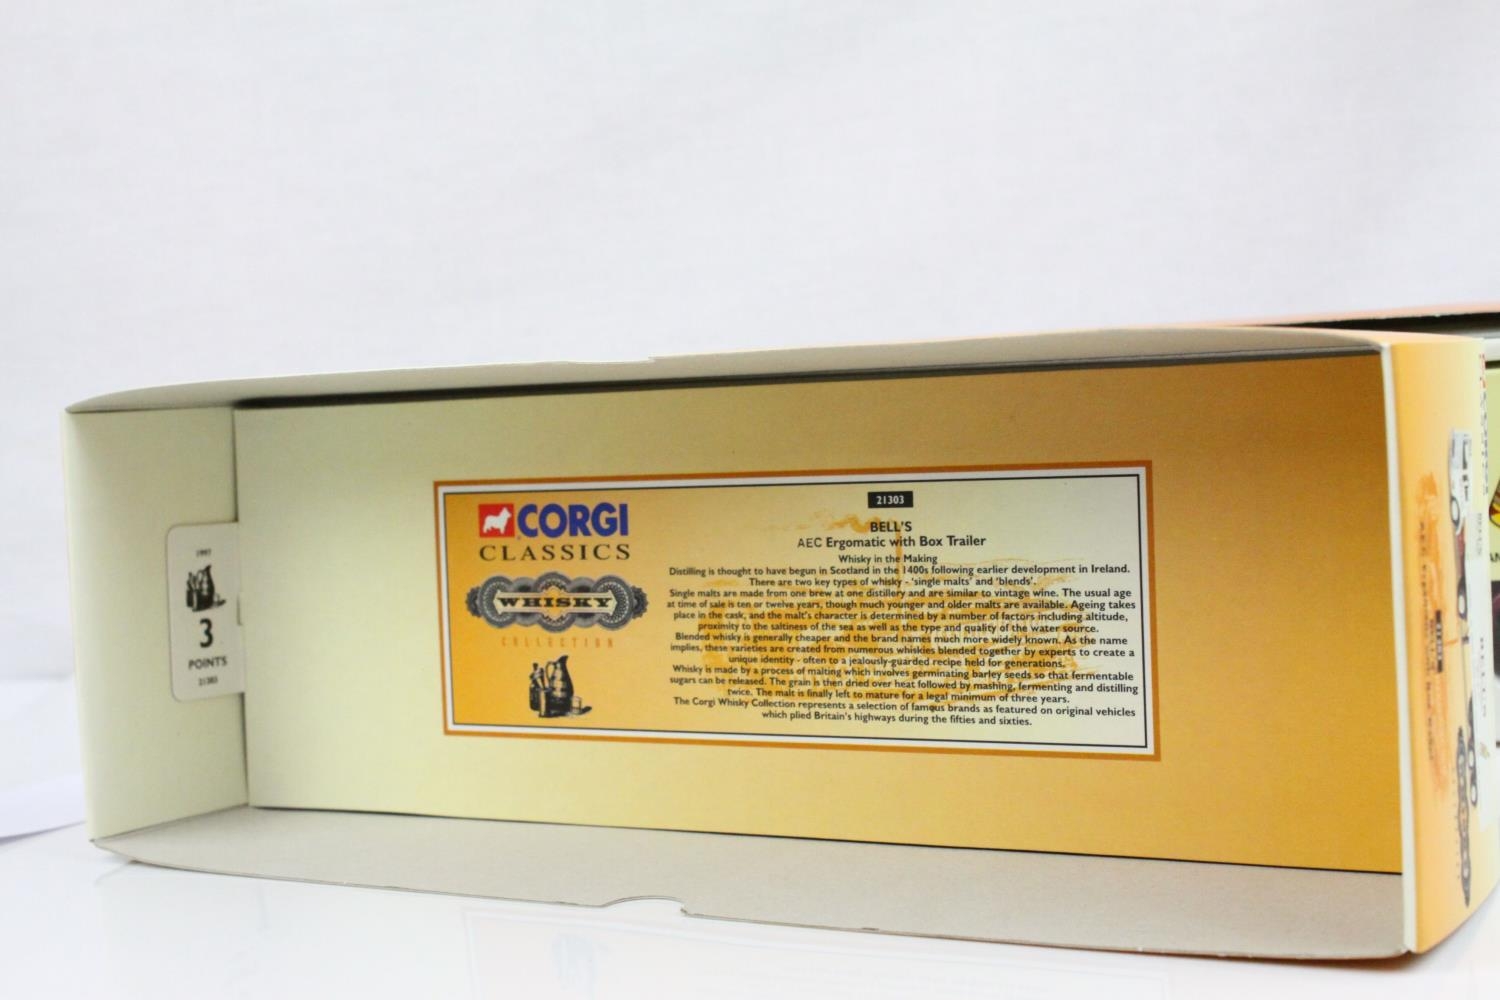 1997
3
POINTS
21303
CORGI
CLASSICS
WHISKY
COLLECTION
21303
BELL'S
AEC Ergomatic with Box Trailer
Whisky in the Making
Distilling is thought to have begun in Scotland in the 1400s following earlier development in Ireland.
There are two key types of whisky - 'single malts' and 'blends'.
Single malts are made from one brew at one distillery and are similar to vintage wine. The usual age
at time of sale is ten or twelve years, though much younger and older malts are available. Ageing takes
place in the cask, and the malt's character is determined by a number of factors including altitude,
proximity to the saltiness of the sea as well as the type and quality of the water source.
Blended whisky is generally cheaper and the brand names much more widely known. As the name
implies, these varieties are created from numerous whiskies blended together by experts to create a
unique identity - often to a jealously-guarded recipe held for generations.
Whisky is made by a process of malting which involves germinating barley seeds so that fermentable
sugars can be released. The grain is then dried over heat followed by mashing, fermenting and distilling
twice. The malt is finally left to mature for a legal minimum of three years.
The Corgi Whisky Collection represents a selection of famous brands as featured on original vehicles
which plied Britain's highways during the fifties and sixties.